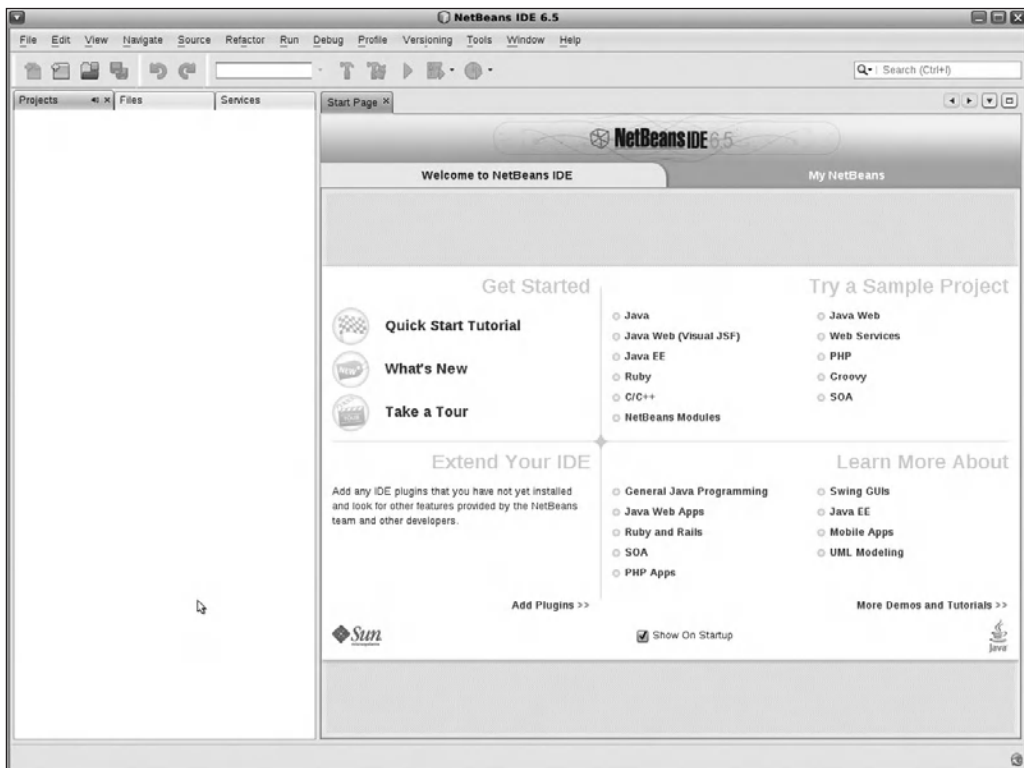 NetBeans IDE 6.5
File Edit View Navigate Source Refactor Run Debug Profile Versioning Tools Window Help
Search (Ctrl+I)
Projects Files Services
Start Page
NetBeans IDE 6.5
Welcome to NetBeans IDE My NetBeans
Get Started
Quick Start Tutorial
What's New
Take a Tour
Try a Sample Project
Java
Java Web (Visual JSF)
Java EE
Ruby
C/C++
NetBeans Modules
Java Web
Web Services
PHP
Groovy
SOA
Extend Your IDE
Add any IDE plugins that you have not yet installed
and look for other features provided by the NetBeans
team and other developers.
Add Plugins >>
Learn More About
General Java Programming
Java Web Apps
Ruby and Rails
SOA
PHP Apps
Swing GUIs
Java EE
Mobile Apps
UML Modeling
More Demos and Tutorials >>
Sun
Show On Startup
Java